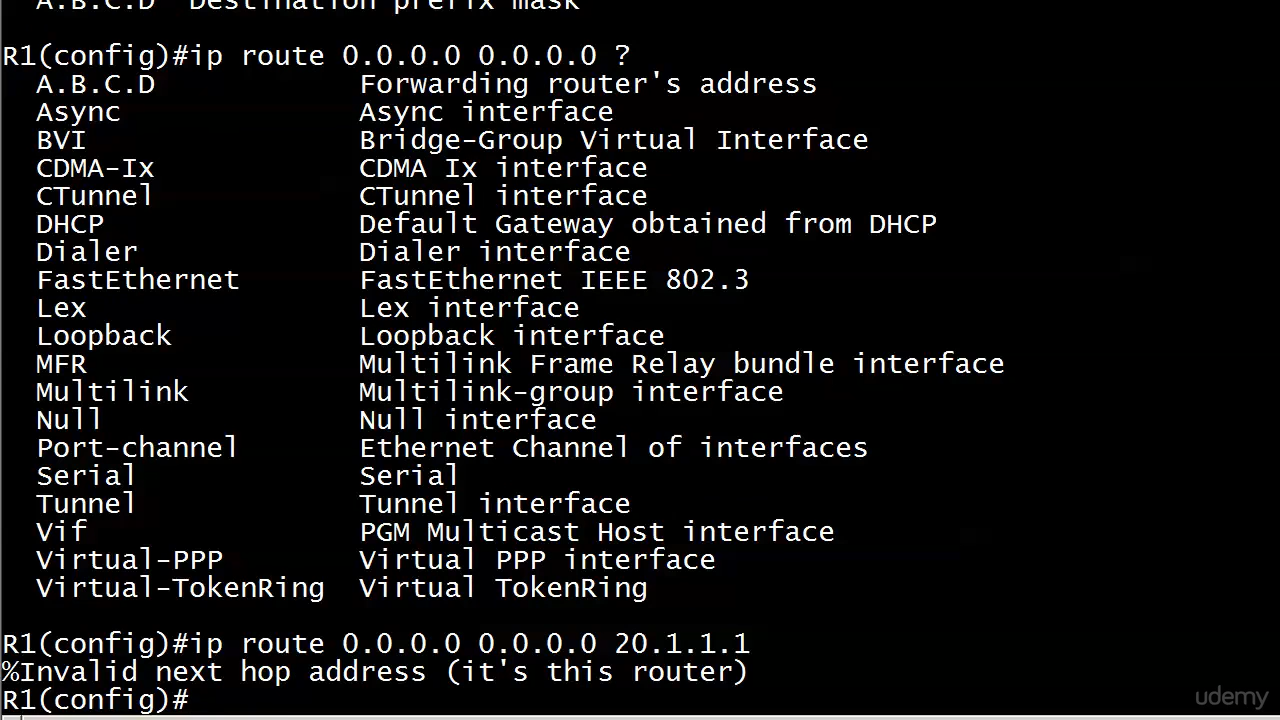 A.B.C.D  Destination prefix mask
R1(config)#ip route 0.0.0.0 0.0.0.0 ?
A.B.C.D            Forwarding router's address
Async              Async interface
BVI                Bridge-Group Virtual Interface
CDMA-Ix            CDMA Ix interface
CTunnel            CTunnel interface
DHCP               Default Gateway obtained from DHCP
Dialer             Dialer interface
FastEthernet       FastEthernet IEEE 802.3
Lex                Lex interface
Loopback           Loopback interface
MFR                Multilink Frame Relay bundle interface
Multilink          Multilink-group interface
Null               Null interface
Port-channel       Ethernet Channel of interfaces
Serial             Serial
Tunnel             Tunnel interface
Vif                PGM Multicast Host interface
Virtual-PPP        Virtual PPP interface
Virtual-TokenRing  Virtual TokenRing
R1(config)#ip route 0.0.0.0 0.0.0.0 20.1.1.1
%Invalid next hop address (it's this router)
R1(config)#
udemy